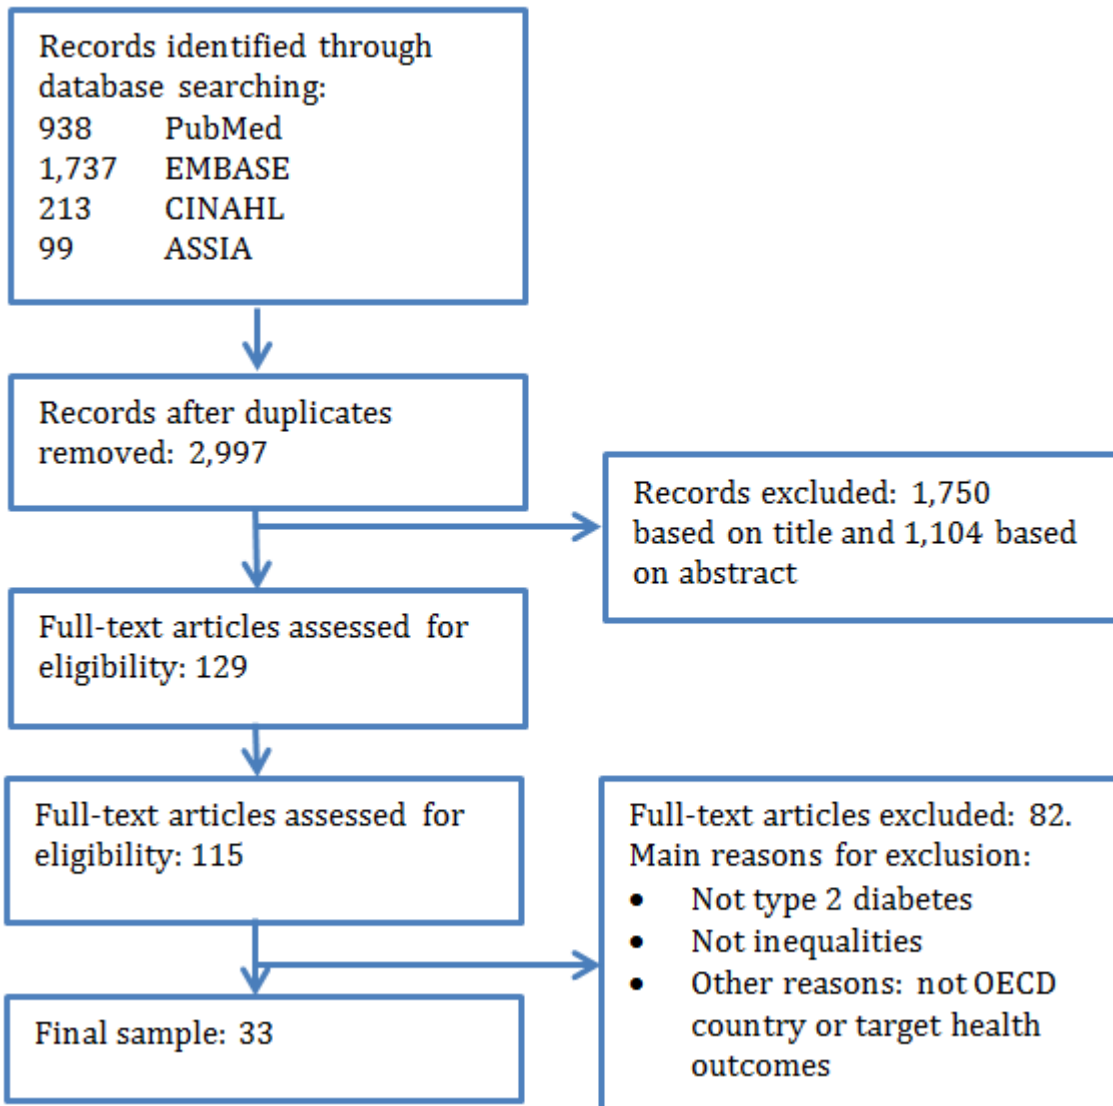 Records identified through
database searching:
938 PubMed
1,737 EMBASE
213 CINAHL
99 ASSIA
Records after duplicates
removed: 2,997
Records excluded: 1,750
based on title and 1,104 based
on abstract
Full-text articles assessed for
eligibility: 129
Full-text articles assessed for
eligibility: 115
Full-text articles excluded: 82.
Main reasons for exclusion:
• Not type 2 diabetes
• Not inequalities
• Other reasons: not OECD
country or target health
outcomes
Final sample: 33